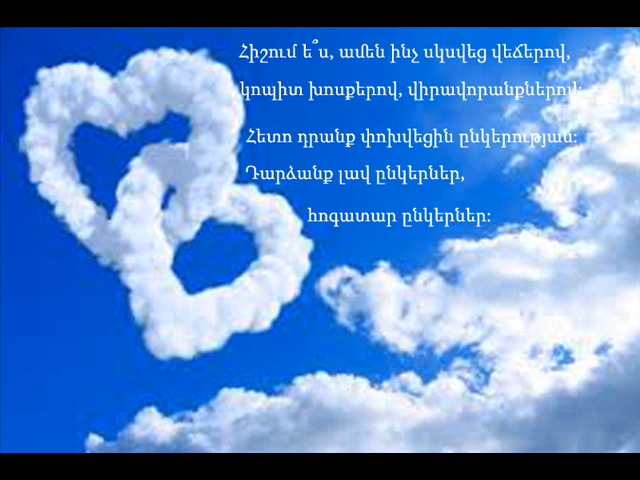 Հիշում ե՞ս, ամեն ինչ սկսվեց վեճերով,
կոպիտ խոսքերով, վիրավորանքներով:
Հետո դրանք փոխվեցին ընկերության:
Դարձանք լավ ընկերներ,
հոգատար ընկերներ: